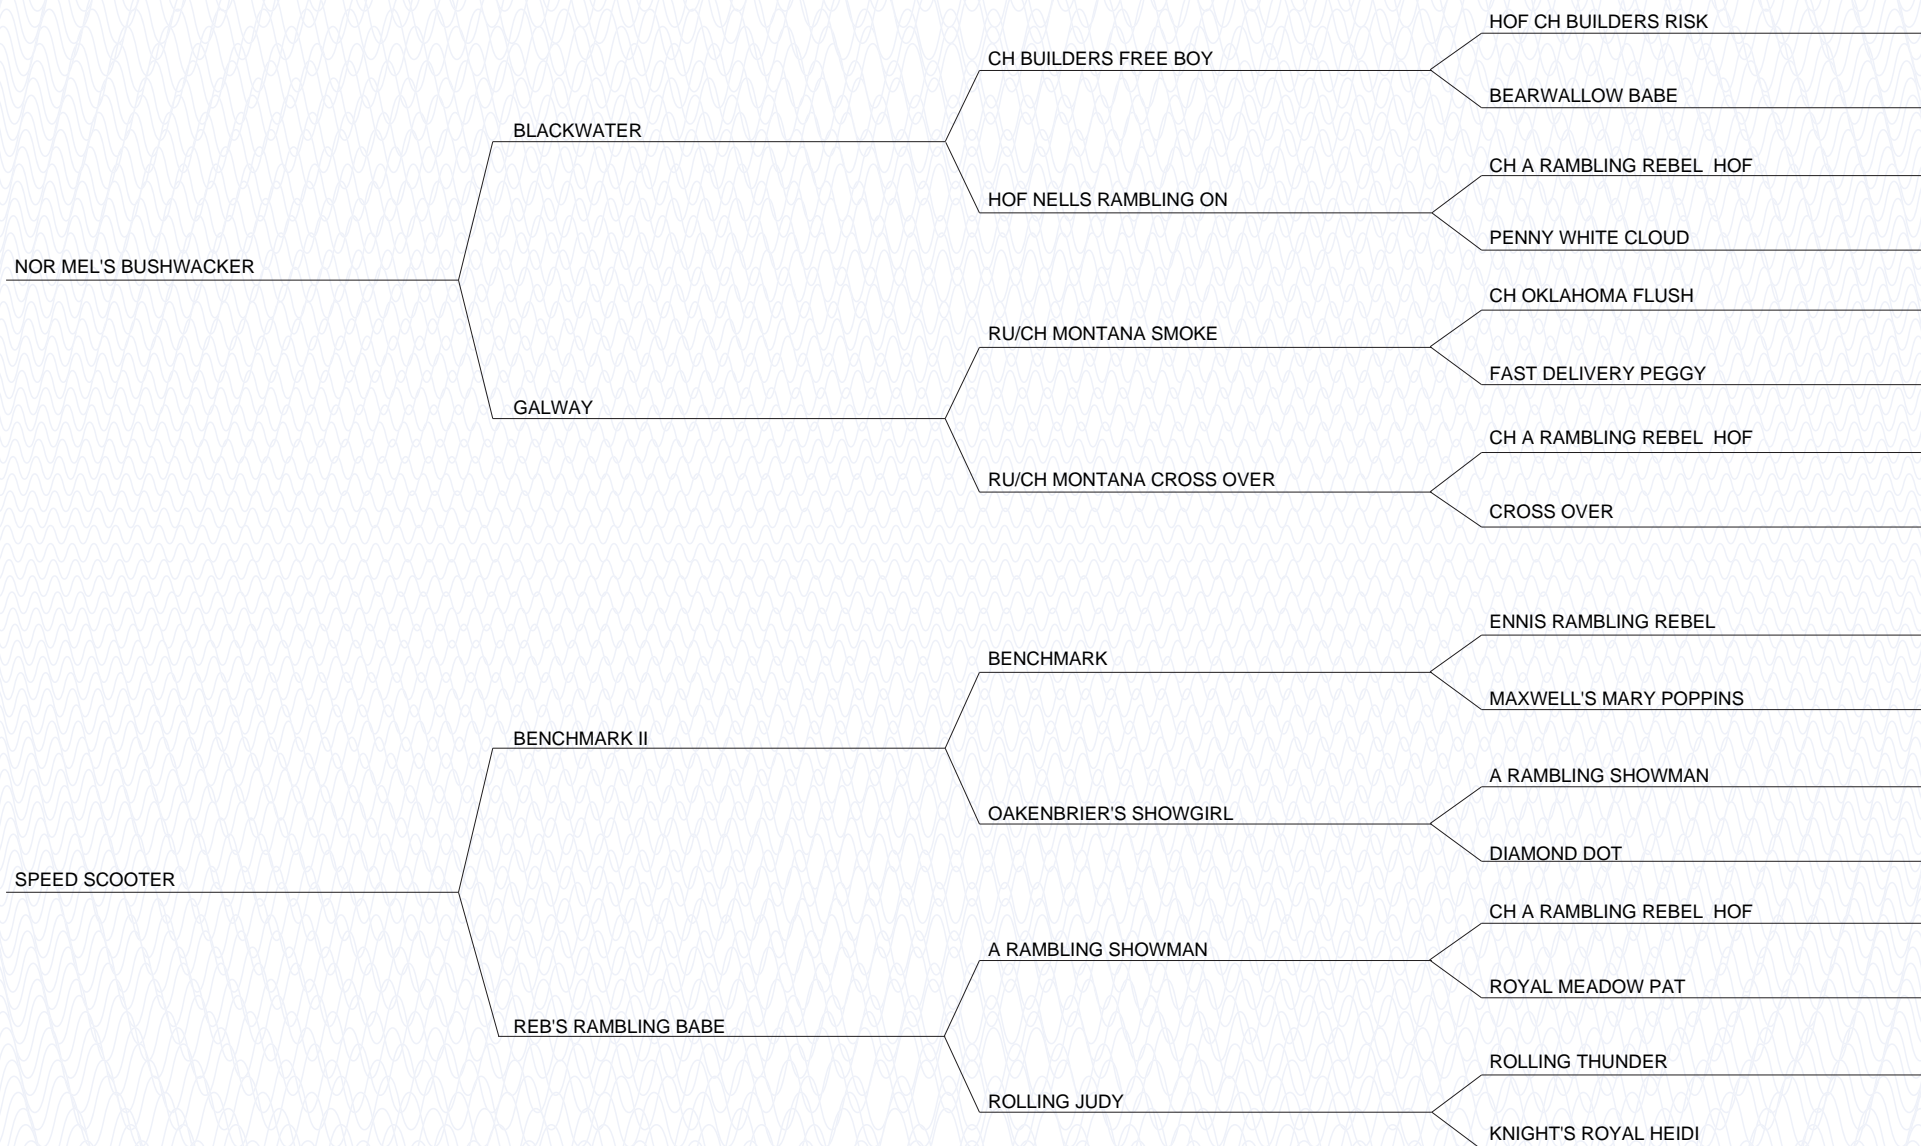 HOF CH BUILDERS RISK
CH BUILDERS FREE BOY
BEARWALLOW BABE
BLACKWATER
CH A RAMBLING REBEL  HOF
HOF NELLS RAMBLING ON
PENNY WHITE CLOUD
NOR MEL'S BUSHWACKER
CH OKLAHOMA FLUSH
RU/CH MONTANA SMOKE
FAST DELIVERY PEGGY
GALWAY
CH A RAMBLING REBEL  HOF
RU/CH MONTANA CROSS OVER
CROSS OVER
ENNIS RAMBLING REBEL
BENCHMARK
MAXWELL'S MARY POPPINS
BENCHMARK II
A RAMBLING SHOWMAN
OAKENBRIER'S SHOWGIRL
DIAMOND DOT
SPEED SCOOTER
CH A RAMBLING REBEL  HOF
A RAMBLING SHOWMAN
ROYAL MEADOW PAT
REB'S RAMBLING BABE
ROLLING THUNDER
ROLLING JUDY
KNIGHT'S ROYAL HEIDI